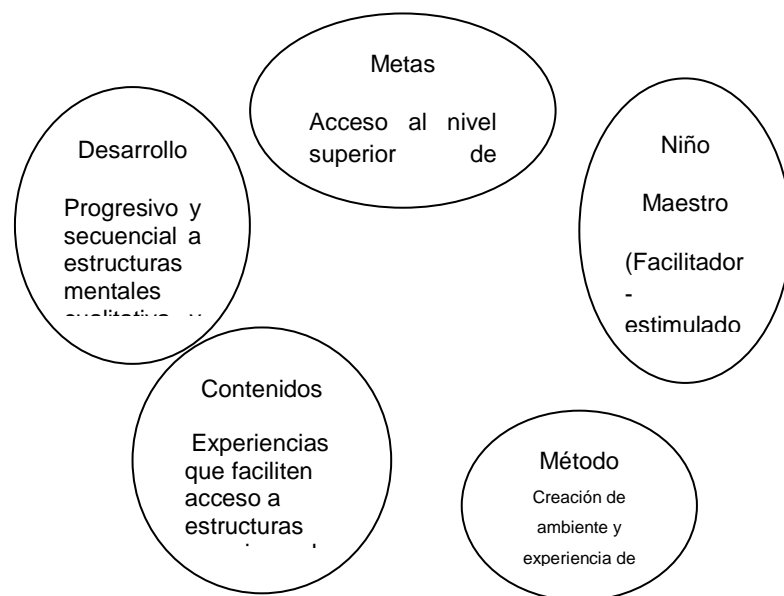 Metas
Acceso al nivel
superior de
Desarrollo
Progresivo y
secuencial a
estructuras
mentales
Niño
Maestro
(Facilitador
-
estimulado
Contenidos
Experiencias
que faciliten
acceso a
estructuras
Método
Creación de
ambiente y
experiencia de